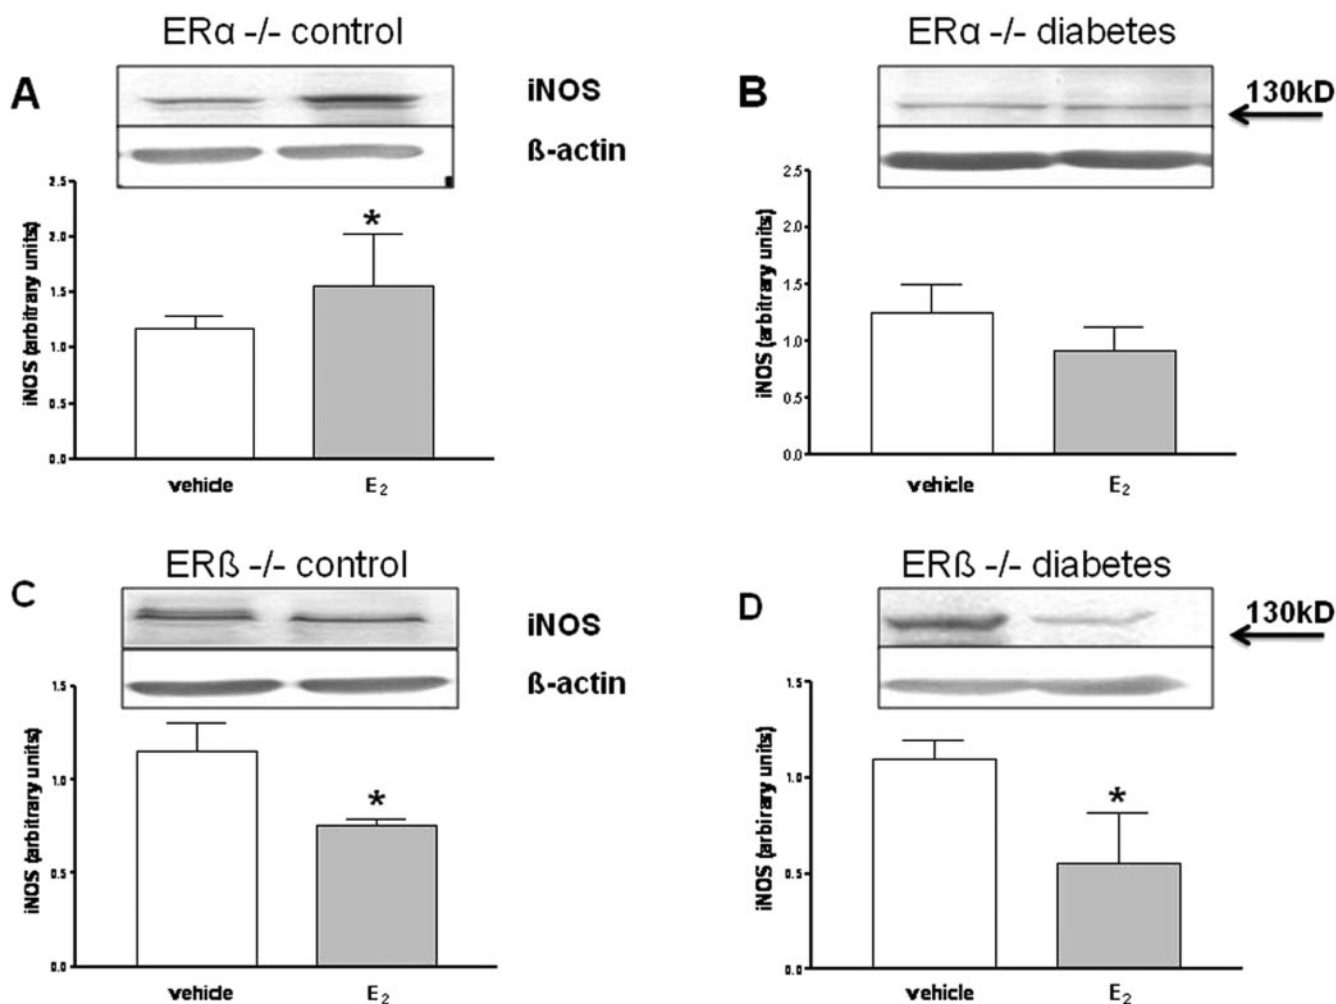 ERα -/- control
ERα -/- diabetes
A
iNOS
ß-actin
B
130kD
iNOS (arbitrary units)
2.5
2.0
1.5
1.0
0.5
0.0
*
vehicle
E₂
iNOS (arbitrary units)
2.5
2.0
1.5
1.0
0.5
0.0
vehicle
E₂
ERß -/- control
ERß -/- diabetes
C
iNOS
ß-actin
D
130kD
iNOS (arbitrary units)
1.5
1.0
0.5
0.0
*
vehicle
E₂
iNOS (arbirary units)
1.5
1.0
0.5
0.0
*
vehicle
E₂